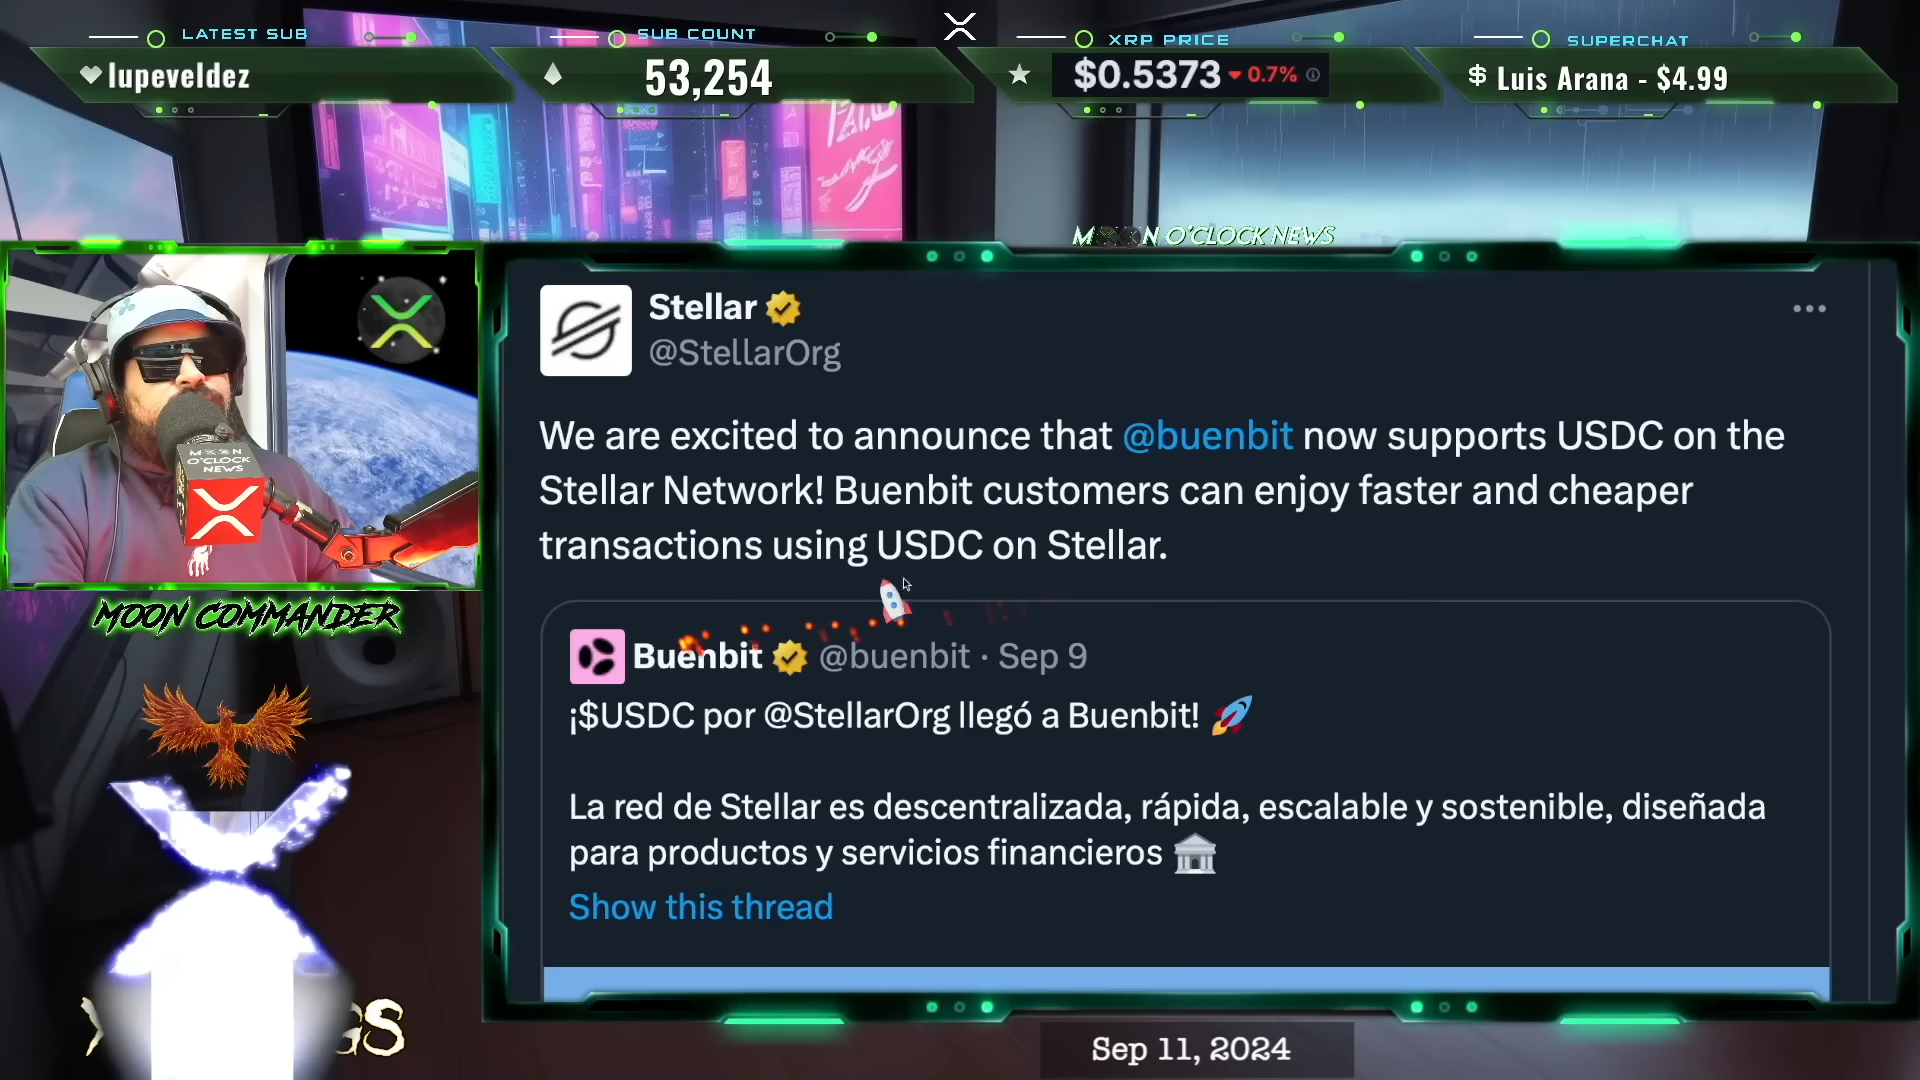 LATEST SUB
lupeveldez
SUB COUNT
53,254
XRP PRICE
$0.5373 0.7%
SUPERCHAT
$ Luis Arana - $4.99
MOON O'CLOCK NEWS
Stellar
@StellarOrg
We are excited to announce that @buenbit now supports USDC on the
Stellar Network! Buenbit customers can enjoy faster and cheaper
transactions using USDC on Stellar.
Buenbit @buenbit · Sep 9
¡$USDC por @StellarOrg llegó a Buenbit! 🚀
La red de Stellar es descentralizada, rápida, escalable y sostenible, diseñada
para productos y servicios financieros 🏛️
Show this thread
MOON
O'CLOCK
NEWS
MOON COMMANDER
Sep 11, 2024